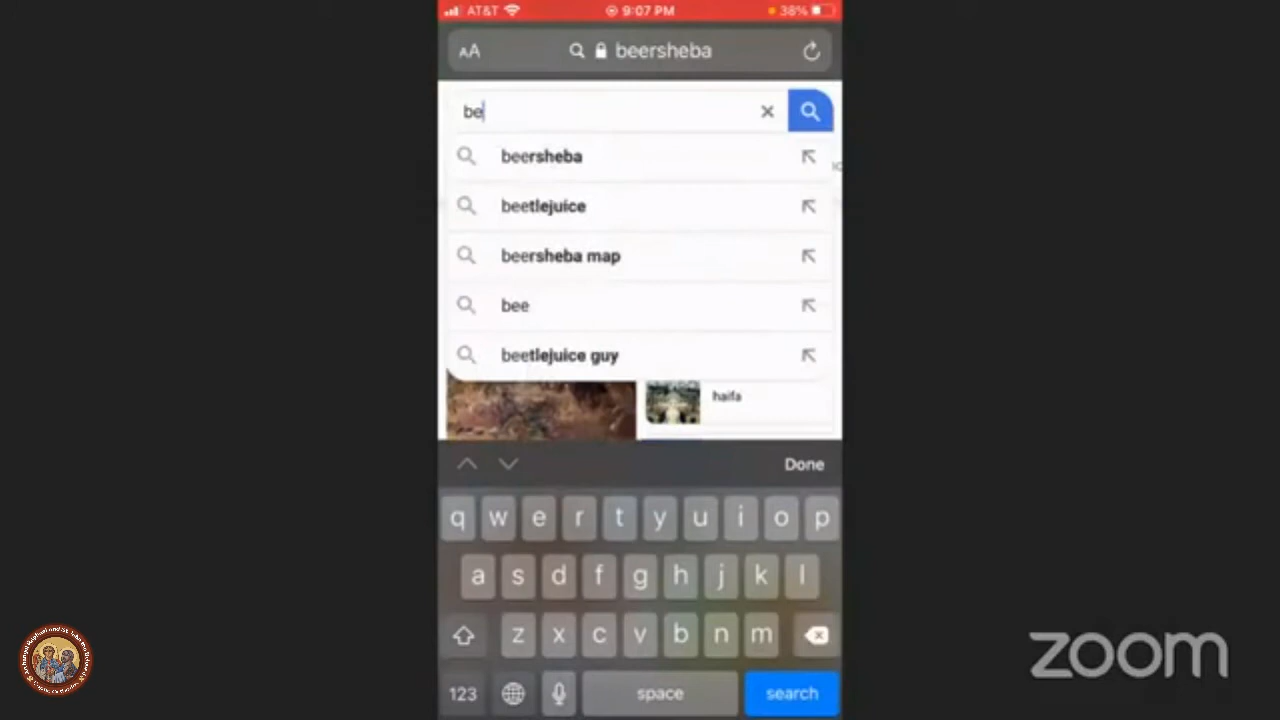 AT&T 9:07 PM 38%
AA beersheba
be
beersheba
beetlejuice
beersheba map
bee
beetlejuice guy
haifa
Done
q w e r t y u i o p
a s d f g h j k l
z x c v b n m
123 space search
zoom